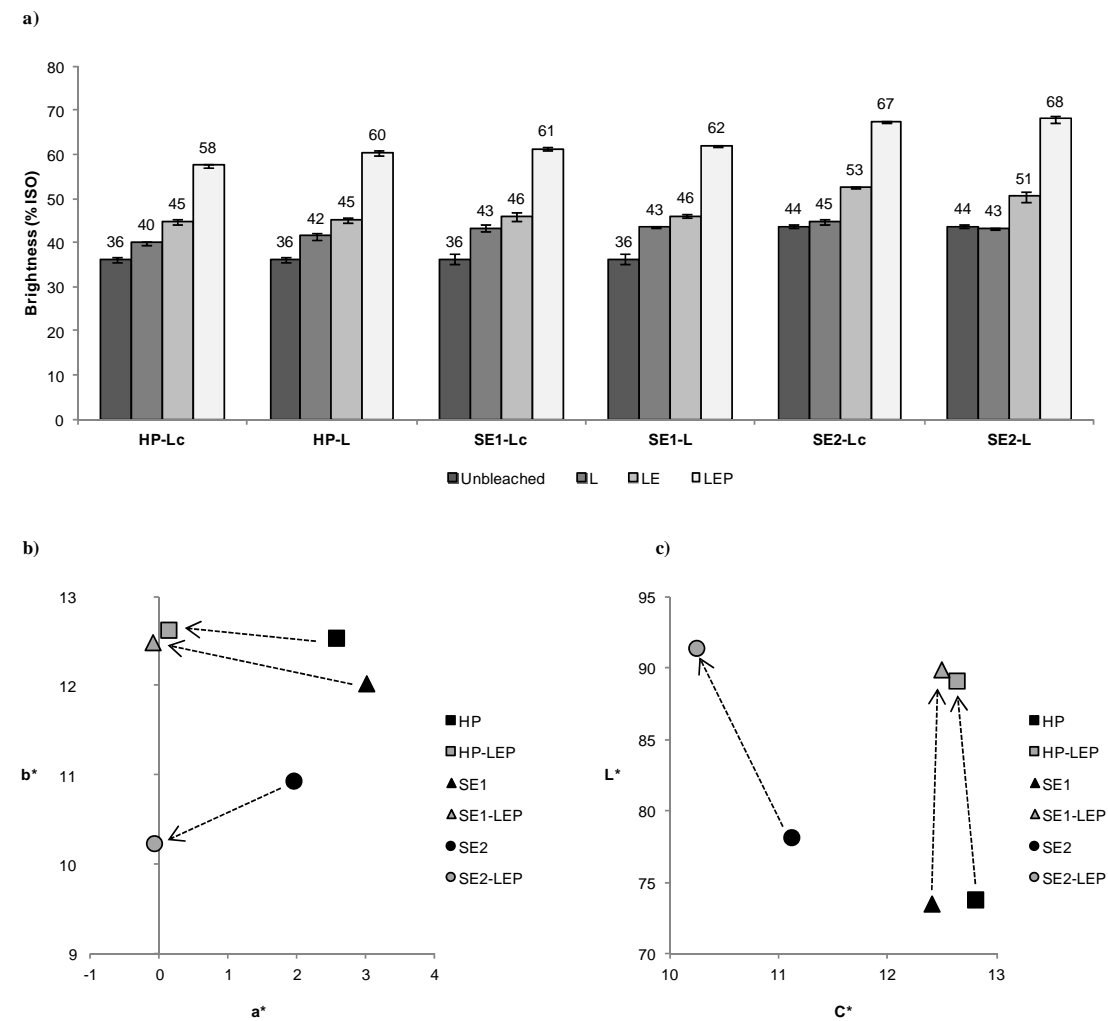 a)
80
70
60
50
40
30
20
10
0
Brightness (% ISO)
36 40 45 58
36 42 45 60
36 43 46 61
36 43 46 62
44 45 53 67
44 43 51 68
HP-Lc HP-L SE1-Lc SE1-L SE2-Lc SE2-L
Unbleached L LE LEP
b)
13
12
11
10
9
b*
-1 0 1 2 3 4
a*
HP
HP-LEP
SE1
SE1-LEP
SE2
SE2-LEP
c)
95
90
85
80
75
70
L*
10 11 12 13
C*
HP
HP-LEP
SE1
SE1-LEP
SE2
SE2-LEP